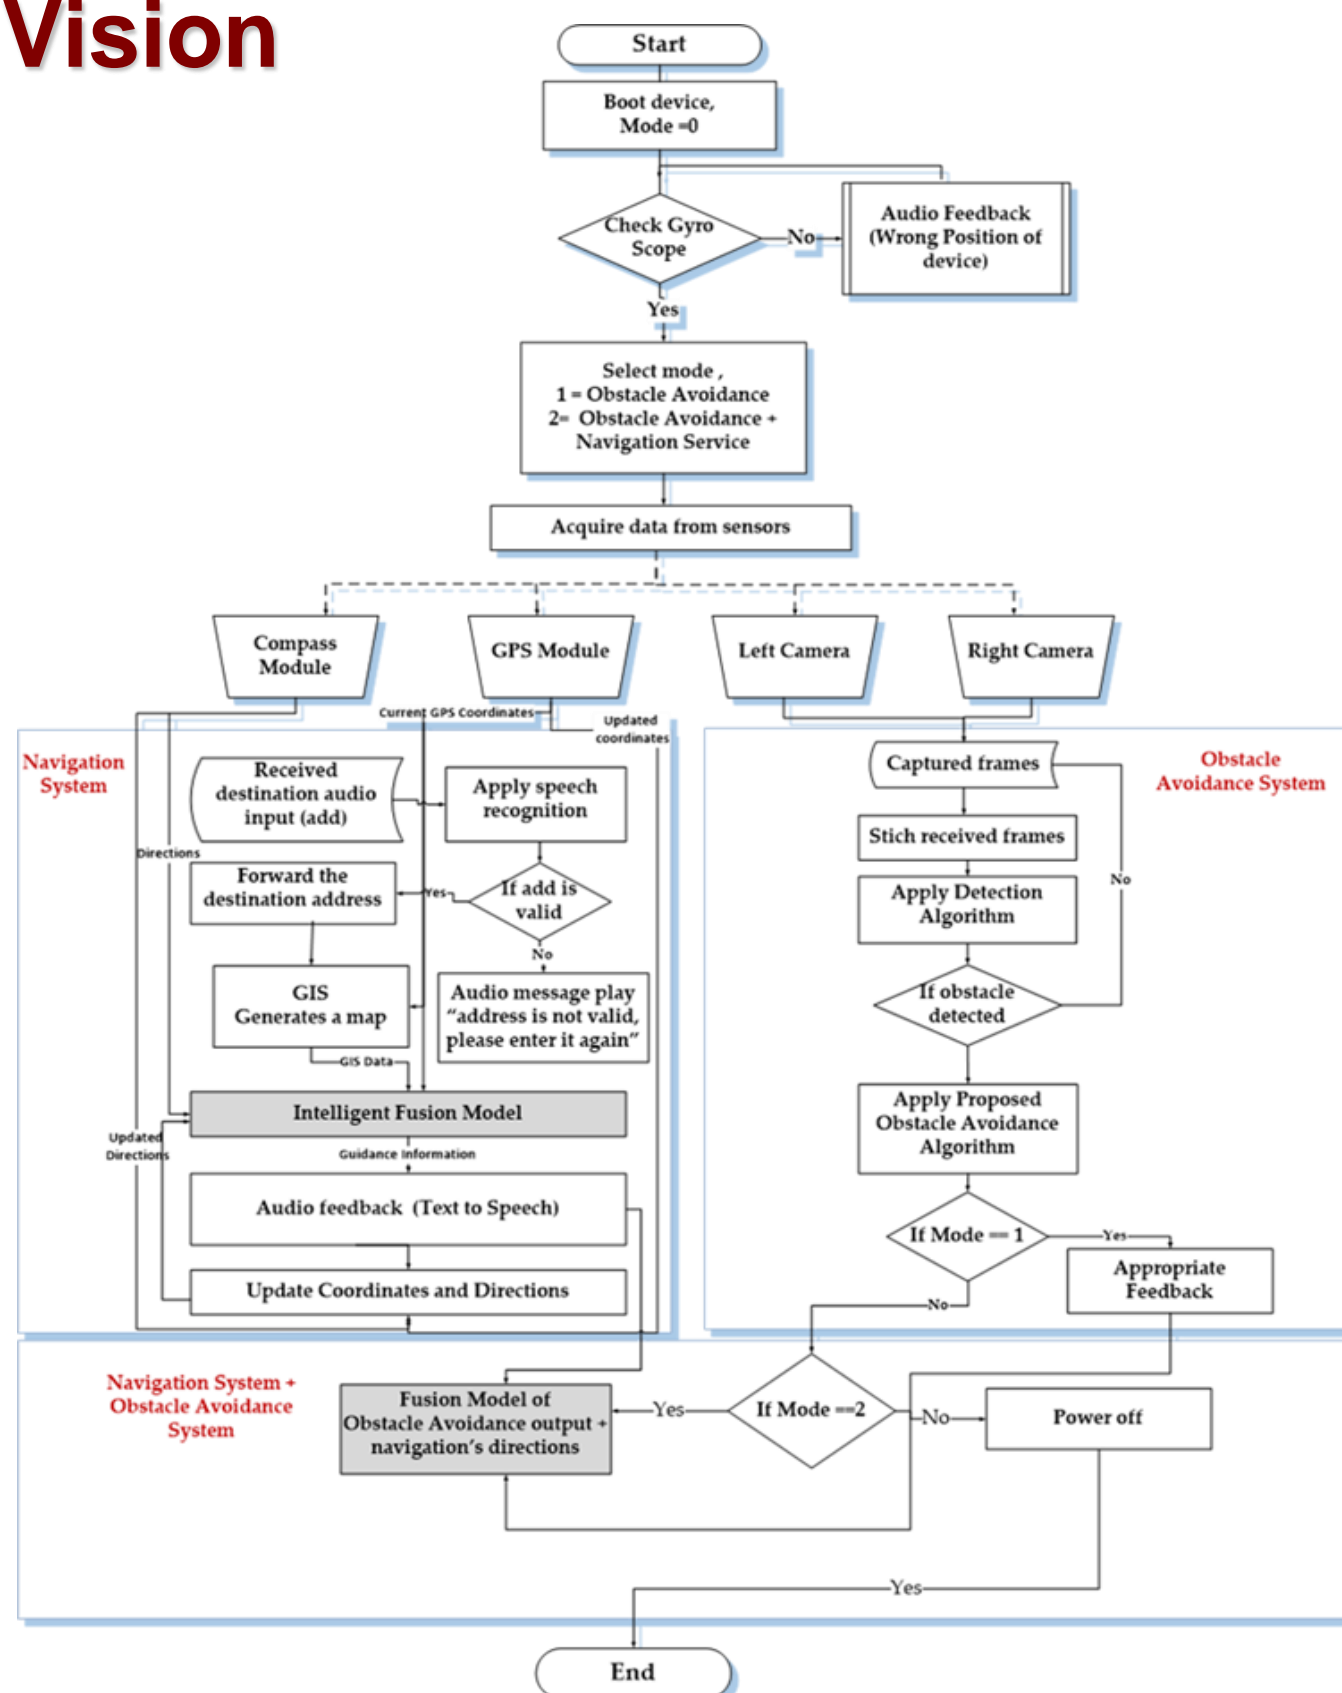 Vision
Start
Boot device,
Mode =0
Check Gyro
Scope
No
Audio Feedback
(Wrong Position of
device)
Yes
Select mode ,
1 = Obstacle Avoidance
2= Obstacle Avoidance +
Navigation Service
Acquire data from sensors
Compass
Module
GPS Module
Left Camera
Right Camera
Current GPS Coordinates
Updated
coordinates
Navigation
System
Received
destination audio
input (add)
Apply speech
recognition
Directions
Forward the
destination address
Yes
If add is
valid
No
GIS
Generates a map
Audio message play
“address is not valid,
please enter it again”
GIS Data
Intelligent Fusion Model
Updated
Directions
Guidance Information
Audio feedback (Text to Speech)
Update Coordinates and Directions
Obstacle
Avoidance System
Captured frames
Stich received frames
Apply Detection
Algorithm
No
If obstacle
detected
Apply Proposed
Obstacle Avoidance
Algorithm
If Mode == 1
Yes
Appropriate
Feedback
No
Navigation System +
Obstacle Avoidance
System
Fusion Model of
Obstacle Avoidance output +
navigation’s directions
Yes
If Mode ==2
No
Power off
Yes
End